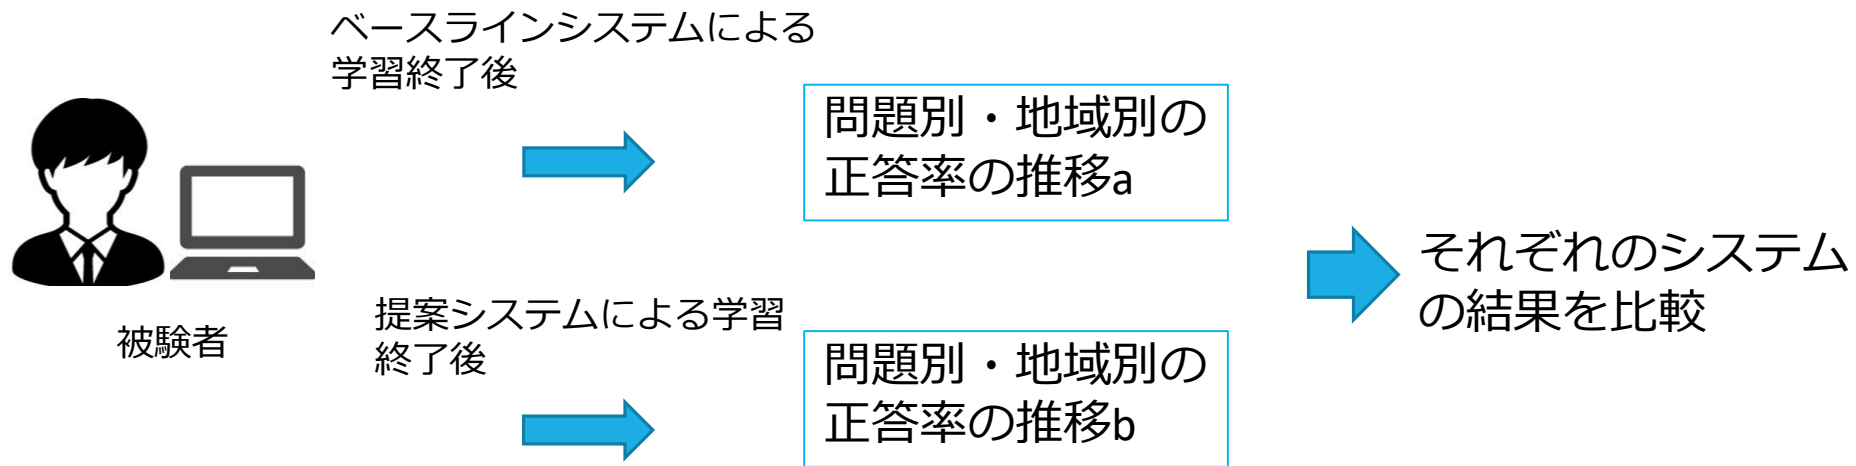 ベースラインシステムによる
学習終了後
問題別・地域別の
正答率の推移a
被験者
提案システムによる学習
終了後
問題別・地域別の
正答率の推移b
それぞれのシステム
の結果を比較